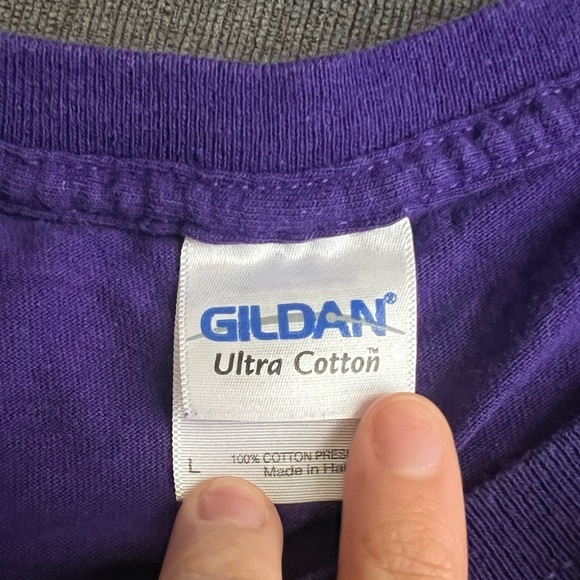 GILDAN®
Ultra Cotton™
100% COTTON
L Made in